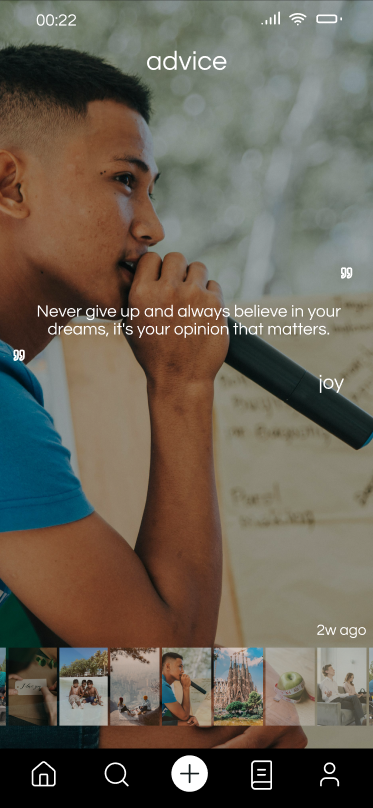 00:22
advice
”
Never give up and always believe in your
dreams, it's your opinion that matters.
”
joy
2w ago